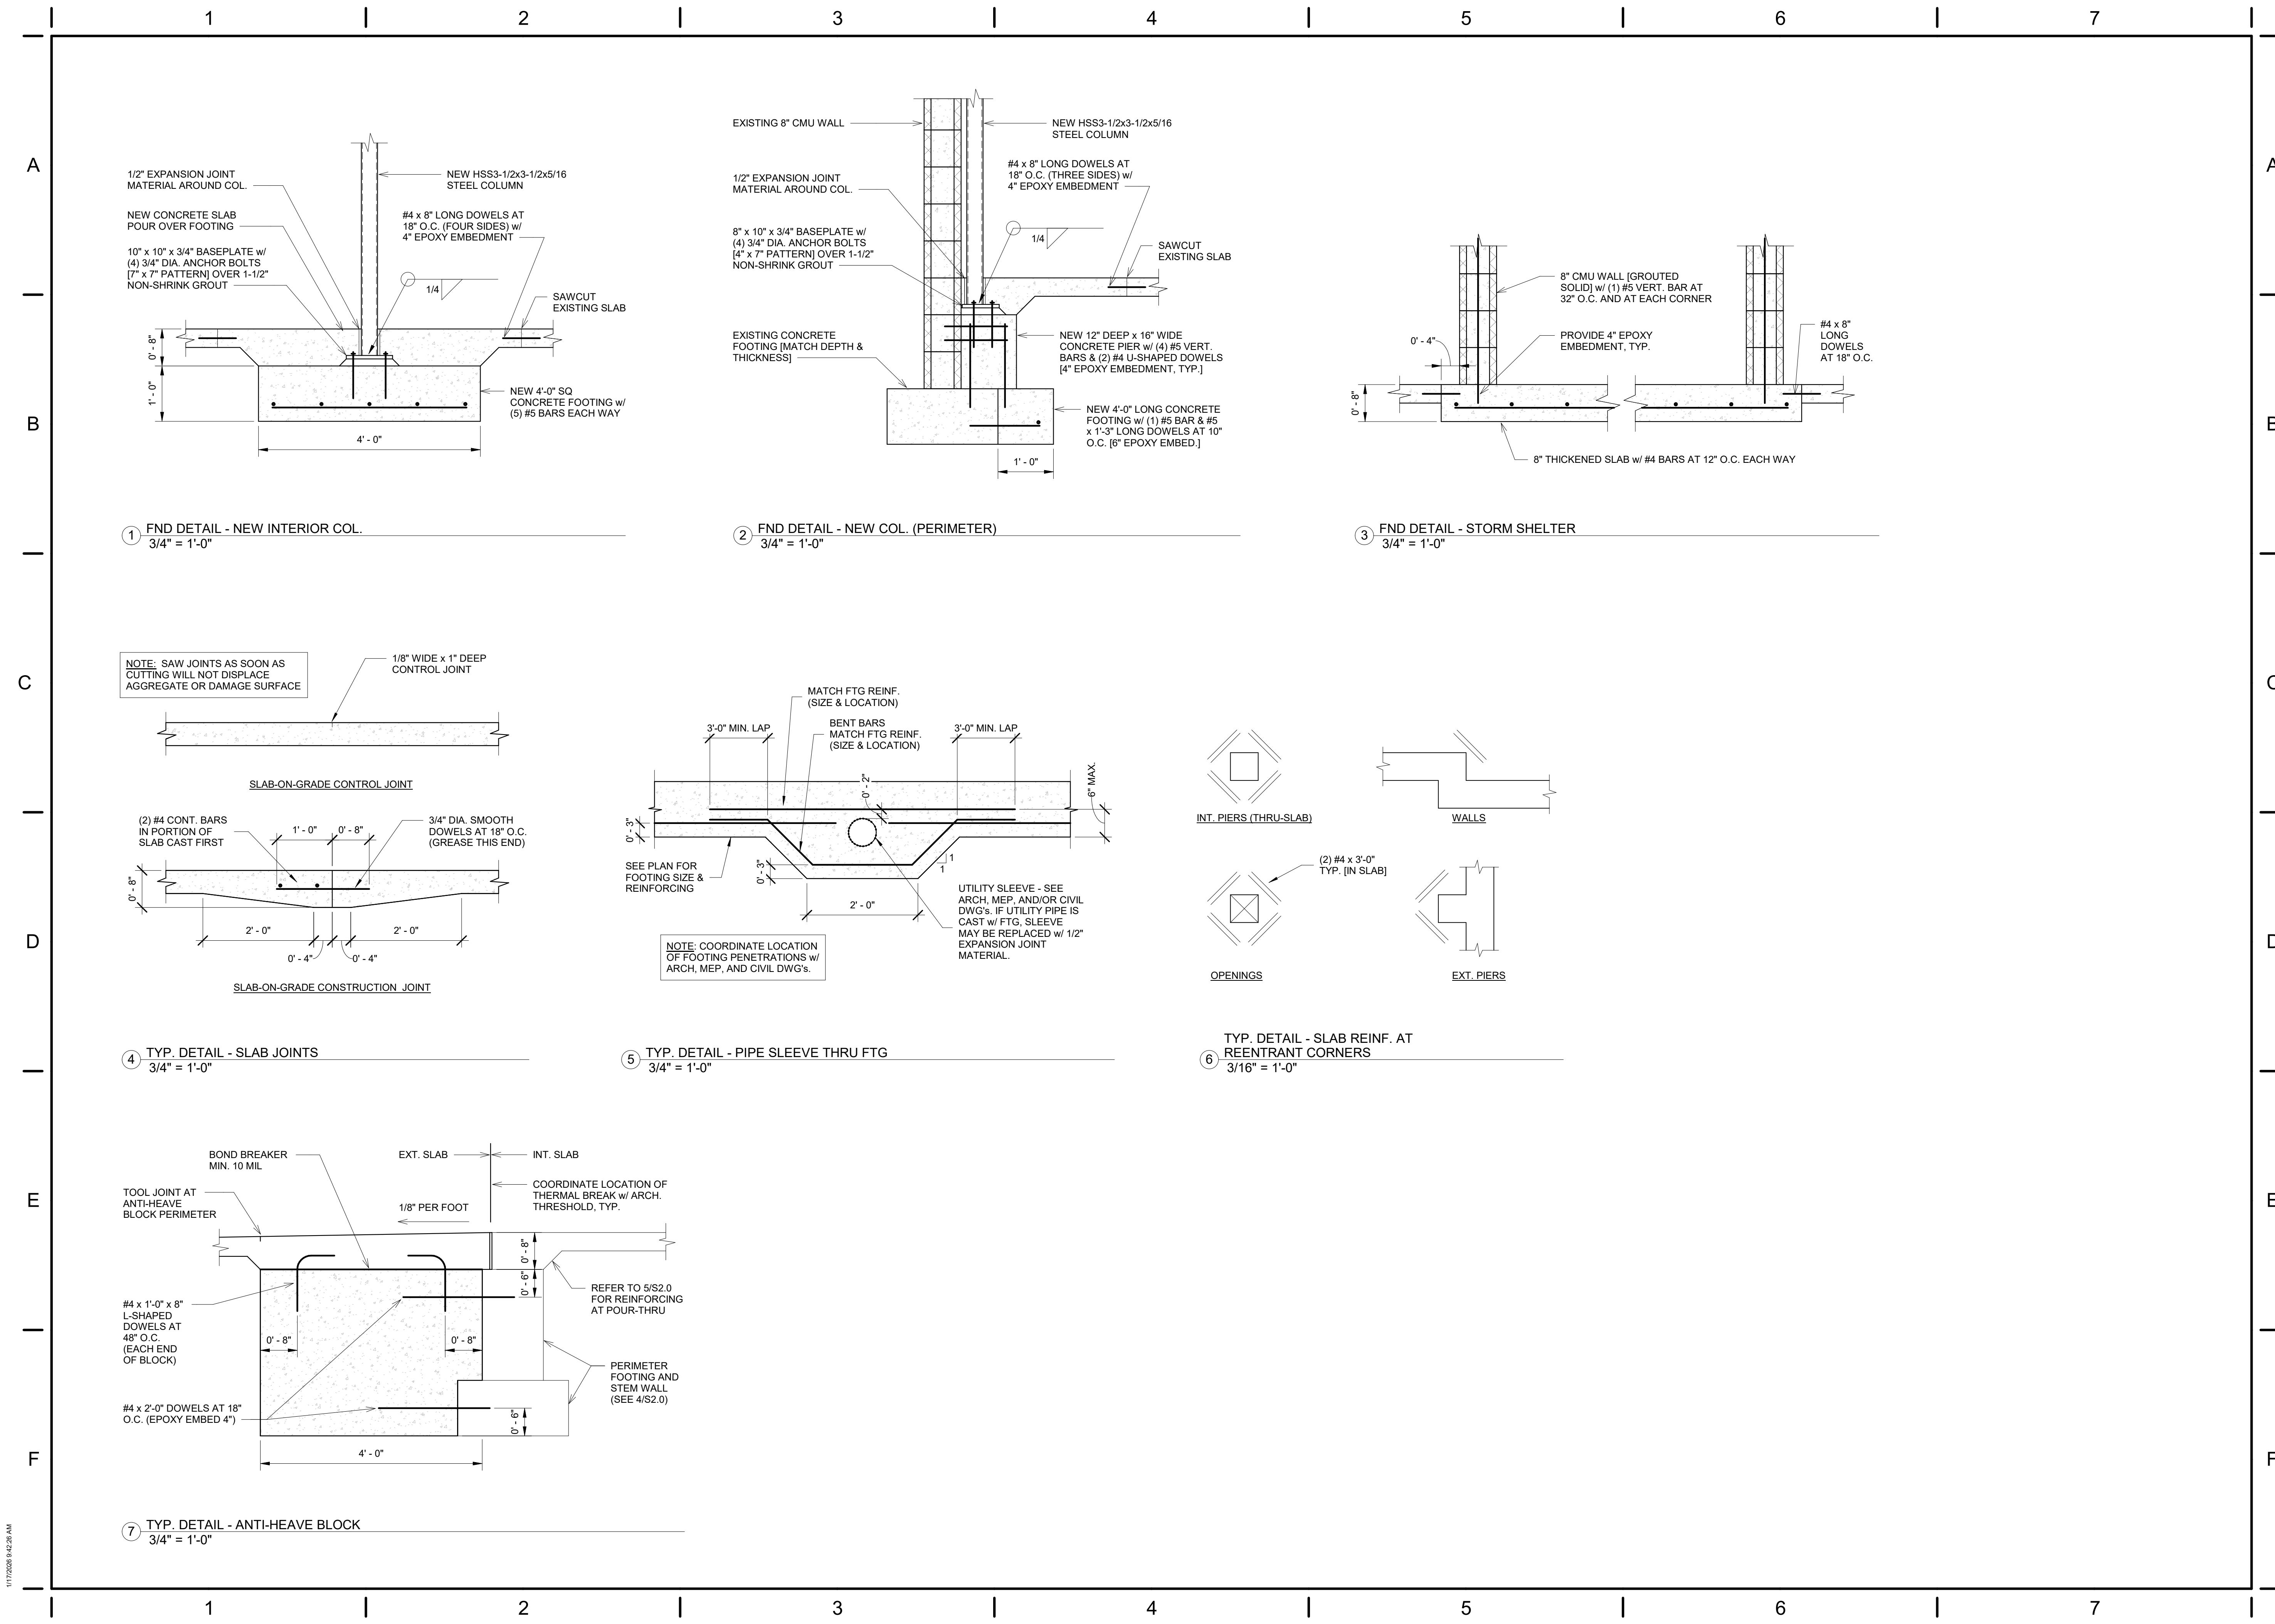 1 2 3 4 5 6 7
A
B
C
D
E
F
A
B
C
D
E
F
1/2" EXPANSION JOINT
MATERIAL AROUND COL.
NEW CONCRETE SLAB
POUR OVER FOOTING
10" x 10" x 3/4" BASEPLATE w/
(4) 3/4" DIA. ANCHOR BOLTS
[7" x 7" PATTERN] OVER 1-1/2"
NON-SHRINK GROUT
NEW HSS3-1/2x3-1/2x5/16
STEEL COLUMN
#4 x 8" LONG DOWELS AT
18" O.C. (FOUR SIDES) w/
4" EPOXY EMBEDMENT
1/4
SAWCUT
EXISTING SLAB
0' - 8"
1' - 0"
NEW 4'-0" SQ
CONCRETE FOOTING w/
(5) #5 BARS EACH WAY
4' - 0"
1 FND DETAIL - NEW INTERIOR COL.
3/4" = 1'-0"
EXISTING 8" CMU WALL
1/2" EXPANSION JOINT
MATERIAL AROUND COL.
8" x 10" x 3/4" BASEPLATE w/
(4) 3/4" DIA. ANCHOR BOLTS
[4" x 7" PATTERN] OVER 1-1/2"
NON-SHRINK GROUT
EXISTING CONCRETE
FOOTING [MATCH DEPTH &
THICKNESS]
NEW HSS3-1/2x3-1/2x5/16
STEEL COLUMN
#4 x 8" LONG DOWELS AT
18" O.C. (THREE SIDES) w/
4" EPOXY EMBEDMENT
1/4
SAWCUT
EXISTING SLAB
NEW 12" DEEP x 16" WIDE
CONCRETE PIER w/ (4) #5 VERT.
BARS & (2) #4 U-SHAPED DOWELS
[4" EPOXY EMBEDMENT, TYP.]
NEW 4'-0" LONG CONCRETE
FOOTING w/ (1) #5 BAR & #5
x 1'-3" LONG DOWELS AT 10"
O.C. [6" EPOXY EMBED.]
1' - 0"
2 FND DETAIL - NEW COL. (PERIMETER)
3/4" = 1'-0"
8" CMU WALL [GROUTED
SOLID] w/ (1) #5 VERT. BAR AT
32" O.C. AND AT EACH CORNER
PROVIDE 4" EPOXY
EMBEDMENT, TYP.
#4 x 8"
LONG
DOWELS
AT 18" O.C.
0' - 4"
0' - 8"
8" THICKENED SLAB w/ #4 BARS AT 12" O.C. EACH WAY
3 FND DETAIL - STORM SHELTER
3/4" = 1'-0"
NOTE: SAW JOINTS AS SOON AS
CUTTING WILL NOT DISPLACE
AGGREGATE OR DAMAGE SURFACE
1/8" WIDE x 1" DEEP
CONTROL JOINT
SLAB-ON-GRADE CONTROL JOINT
(2) #4 CONT. BARS
IN PORTION OF
SLAB CAST FIRST
1' - 0" 0' - 8"
3/4" DIA. SMOOTH
DOWELS AT 18" O.C.
(GREASE THIS END)
0' - 8"
2' - 0" 2' - 0"
0' - 4" 0' - 4"
SLAB-ON-GRADE CONSTRUCTION JOINT
4 TYP. DETAIL - SLAB JOINTS
3/4" = 1'-0"
MATCH FTG REINF.
(SIZE & LOCATION)
BENT BARS
MATCH FTG REINF.
(SIZE & LOCATION)
3'-0" MIN. LAP 3'-0" MIN. LAP
0' - 2"
6" MAX.
0' - 3"
0' - 3"
1
1
SEE PLAN FOR
FOOTING SIZE &
REINFORCING
2' - 0"
UTILITY SLEEVE - SEE
ARCH, MEP, AND/OR CIVIL
DWG's. IF UTILITY PIPE IS
CAST w/ FTG, SLEEVE
MAY BE REPLACED w/ 1/2"
EXPANSION JOINT
MATERIAL.
NOTE: COORDINATE LOCATION
OF FOOTING PENETRATIONS w/
ARCH, MEP, AND CIVIL DWG's.
5 TYP. DETAIL - PIPE SLEEVE THRU FTG
3/4" = 1'-0"
INT. PIERS (THRU-SLAB) WALLS
(2) #4 x 3'-0"
TYP. [IN SLAB]
OPENINGS EXT. PIERS
TYP. DETAIL - SLAB REINF. AT
6 REENTRANT CORNERS
3/16" = 1'-0"
BOND BREAKER
MIN. 10 MIL
EXT. SLAB INT. SLAB
TOOL JOINT AT
ANTI-HEAVE
BLOCK PERIMETER
1/8" PER FOOT
COORDINATE LOCATION OF
THERMAL BREAK w/ ARCH.
THRESHOLD, TYP.
0' - 8"
0' - 6"
REFER TO 5/S2.0
FOR REINFORCING
AT POUR-THRU
#4 x 1'-0" x 8"
L-SHAPED
DOWELS AT
48" O.C.
(EACH END
OF BLOCK)
0' - 8" 0' - 8"
PERIMETER
FOOTING AND
STEM WALL
(SEE 4/S2.0)
#4 x 2'-0" DOWELS AT 18"
O.C. (EPOXY EMBED 4")
0' - 6"
4' - 0"
7 TYP. DETAIL - ANTI-HEAVE BLOCK
3/4" = 1'-0"
1/17/2026 9:42:26 AM
1 2 3 4 5 6 7